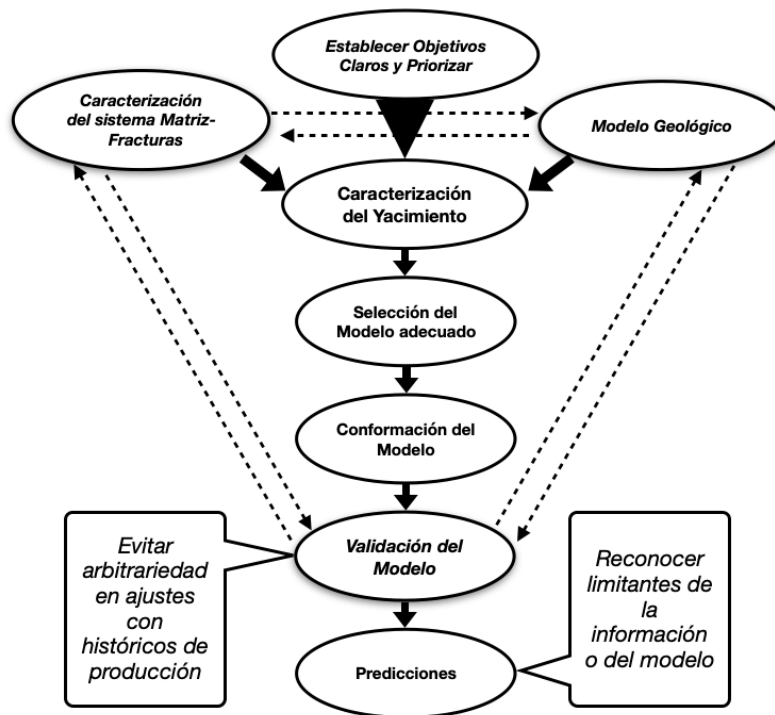 Establecer Objetivos
Claros y Priorizar
Caracterización
del sistema Matriz-
Fracturas
Modelo Geológico
Caracterización
del Yacimiento
Selección del
Modelo adecuado
Conformación del
Modelo
Validación del
Modelo
Evitar
arbitrariedad
en ajustes
con
históricos de
producción
Reconocer
limitantes de
la
información
o del modelo
Predicciones